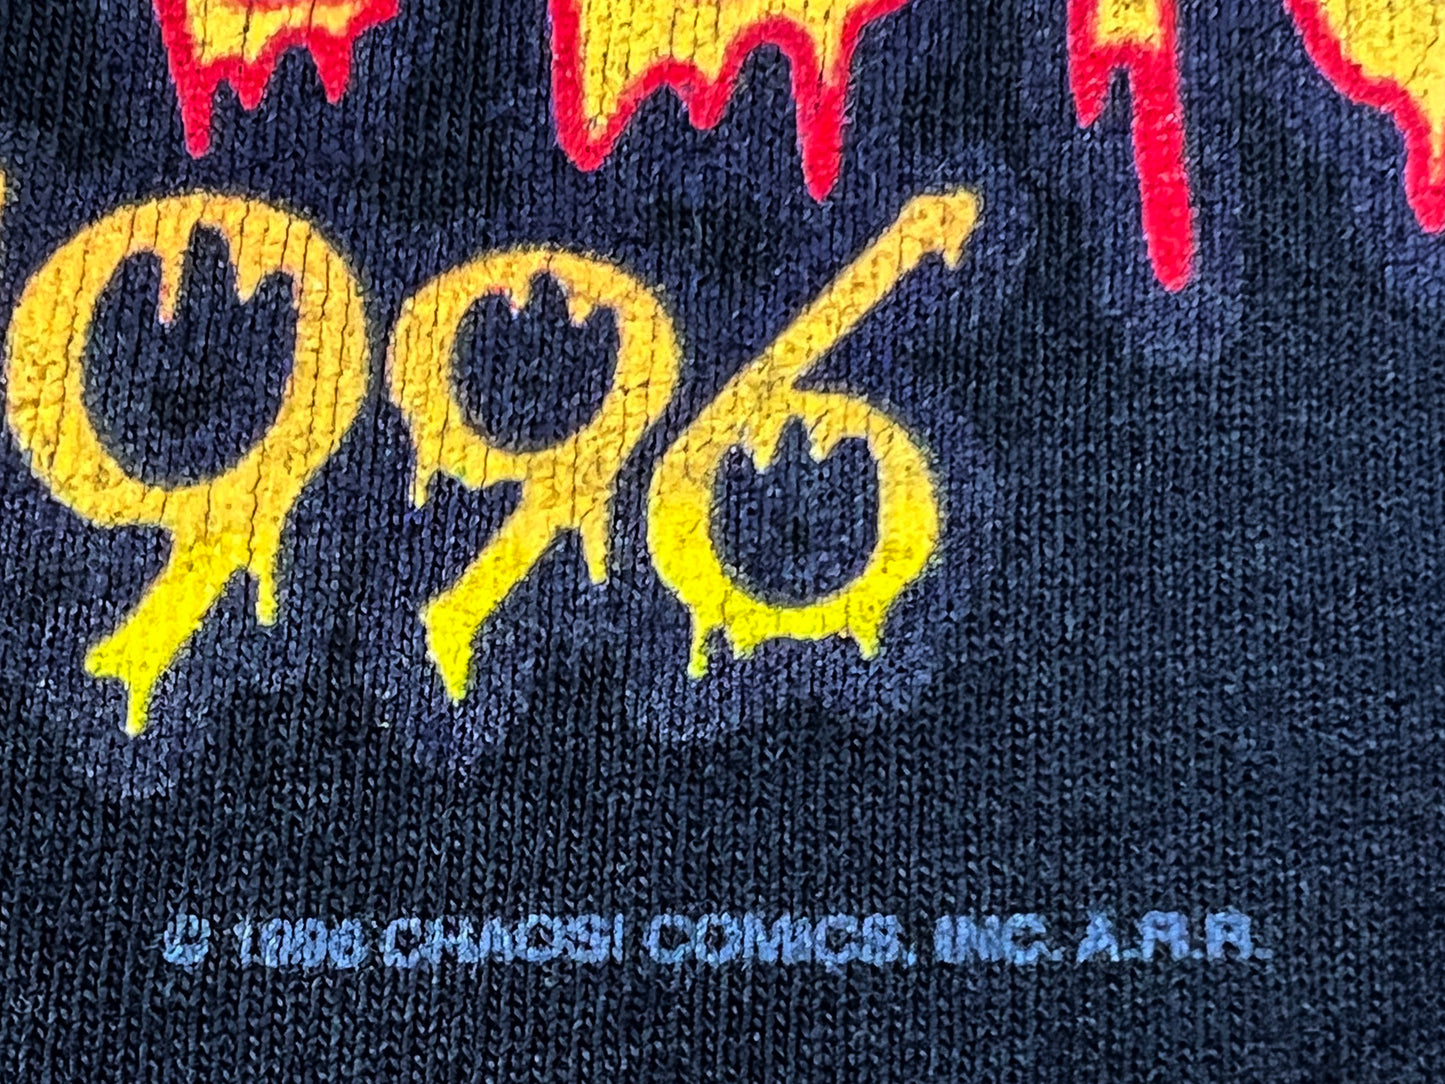 996
© 1996 CHAOS! COMICS, INC. A.R.R.